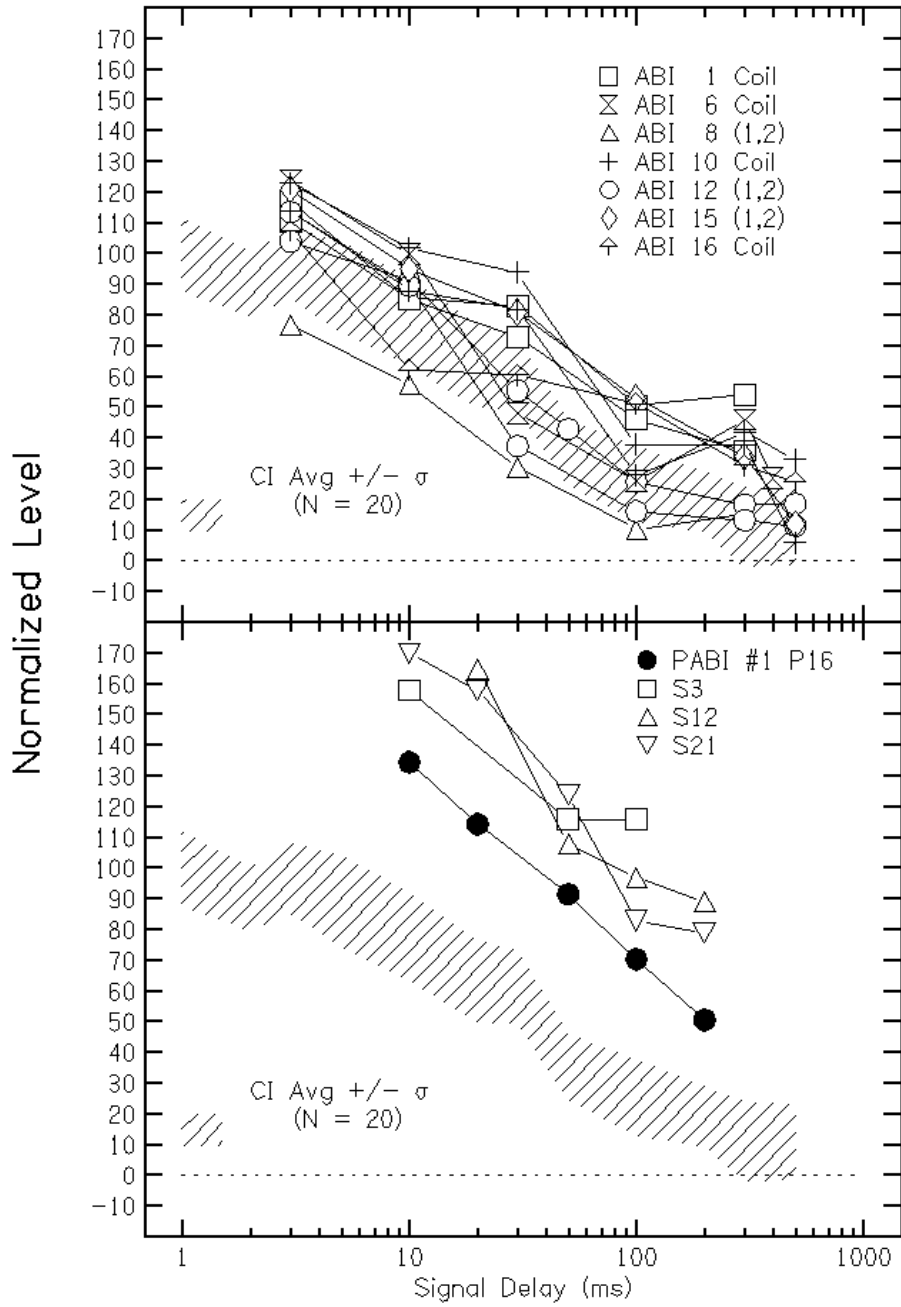 Normalized Level
170
160
150
140
130
120
110
100
90
80
70
60
50
40
30
20
10
0
-10
ABI 1 Coil
ABI 6 Coil
ABI 8 (1,2)
ABI 10 Coil
ABI 12 (1,2)
ABI 15 (1,2)
ABI 16 Coil
CI Avg +/- σ
(N = 20)
170
160
150
140
130
120
110
100
90
80
70
60
50
40
30
20
10
0
-10
PABI #1 P16
S3
S12
S21
CI Avg +/- σ
(N = 20)
1 10 100 1000
Signal Delay (ms)